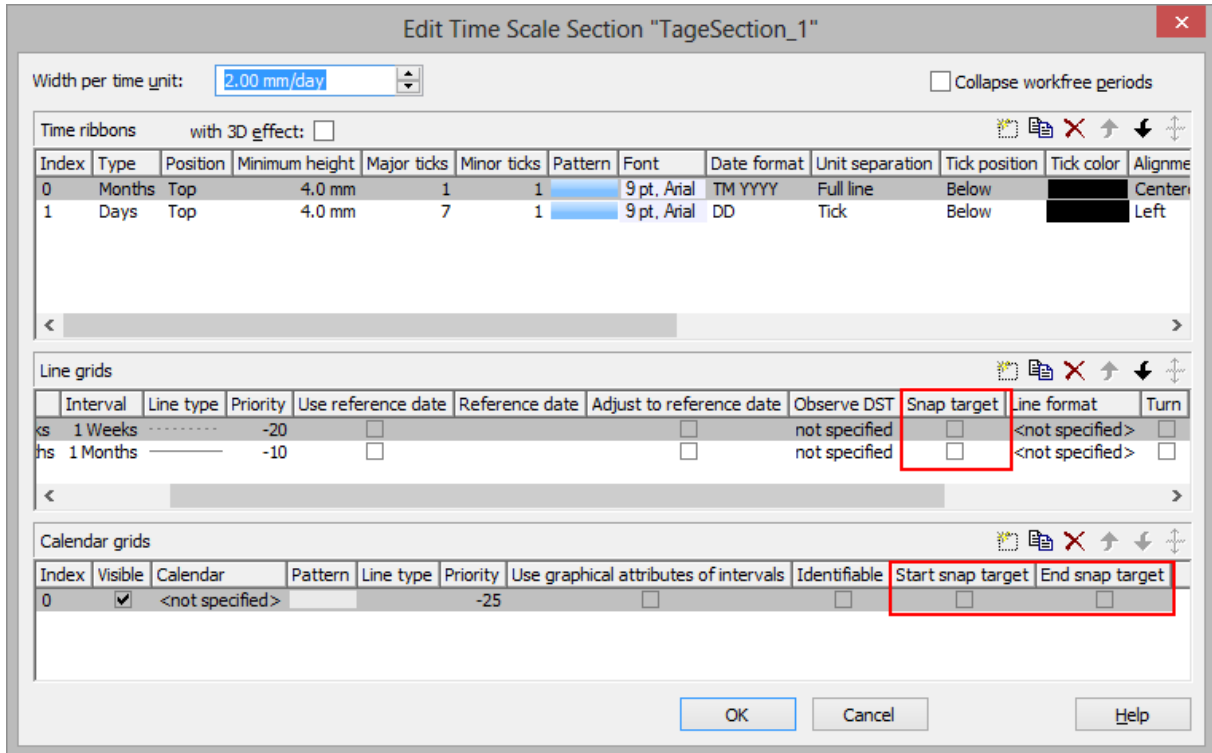 Edit Time Scale Section "TageSection_1"
Width per time unit: 2.00 mm/day Collapse workfree periods
Time ribbons with 3D effect:
Index Type Position Minimum height Major ticks Minor ticks Pattern Font Date format Unit separation Tick position Tick color Alignme
0 Months Top 4.0 mm 1 1 9 pt, Arial TM YYYY Full line Below Centere
1 Days Top 4.0 mm 7 1 9 pt, Arial DD Tick Below Left
Line grids
Interval Line type Priority Use reference date Reference date Adjust to reference date Observe DST Snap target Line format Turn
ks 1 Weeks -20 not specified <not specified>
hs 1 Months -10 not specified <not specified>
Calendar grids
Index Visible Calendar Pattern Line type Priority Use graphical attributes of intervals Identifiable Start snap target End snap target
0 <not specified> -25
OK Cancel Help